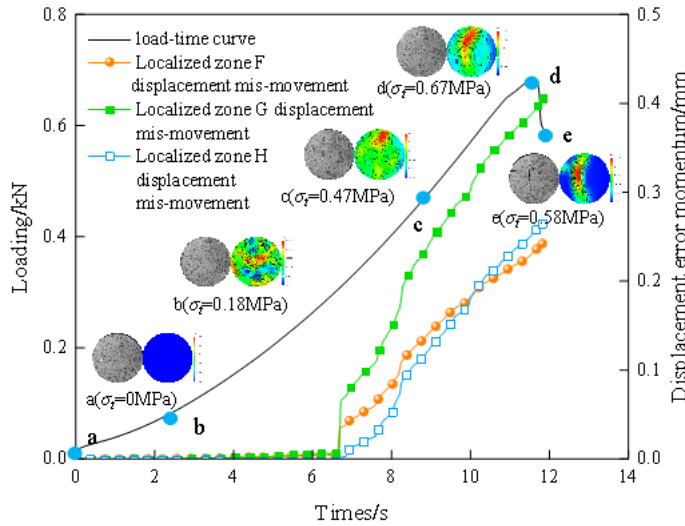 load-time curve
Localized zone F
displacement mis-movement
Localized zone G displacement
mis-movement
Localized zone H
displacement
mis-movement
d(σt=0.67MPa)
c(σt=0.47MPa)
b(σt=0.18MPa)
a(σt=0MPa)
e(σt=0.58MPa)
a
b
c
d
e
0.8
0.6
0.4
0.2
0.0
Loading/kN
0.5
0.4
0.3
0.2
0.1
0.0
Displacement error momentum/mm
0
2
4
6
8
10
12
14
Times/s